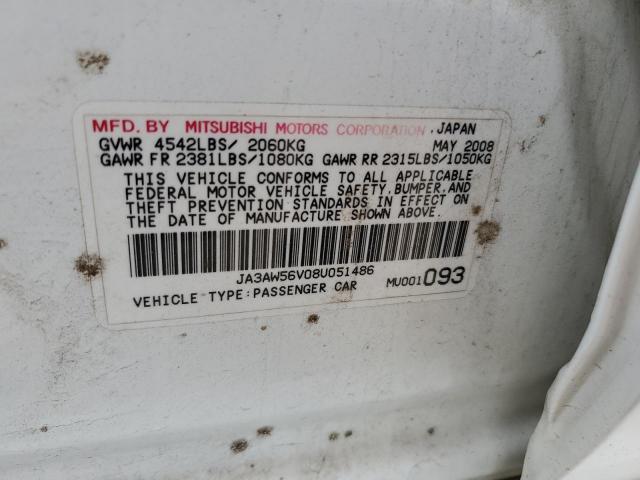 MFD. BY MITSUBISHI MOTORS CORPORATION, JAPAN
GVWR 4542LBS/ 2060KG MAY 2008
GAWR FR 2381LBS/1080KG GAWR RR 2315LBS/1050KG
THIS VEHICLE CONFORMS TO ALL APPLICABLE
FEDERAL MOTOR VEHICLE SAFETY, BUMPER, AND
THEFT PREVENTION STANDARDS IN EFFECT ON
THE DATE OF MANUFACTURE SHOWN ABOVE.
JA3AW56V08U051486
VEHICLE TYPE: PASSENGER CAR MU001093